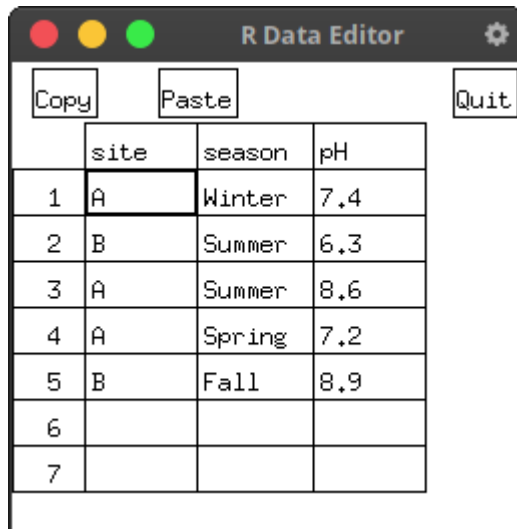 R Data Editor
Copy Paste Quit
site season pH
1 A Winter 7.4
2 B Summer 6.3
3 A Summer 8.6
4 A Spring 7.2
5 B Fall 8.9
6
7